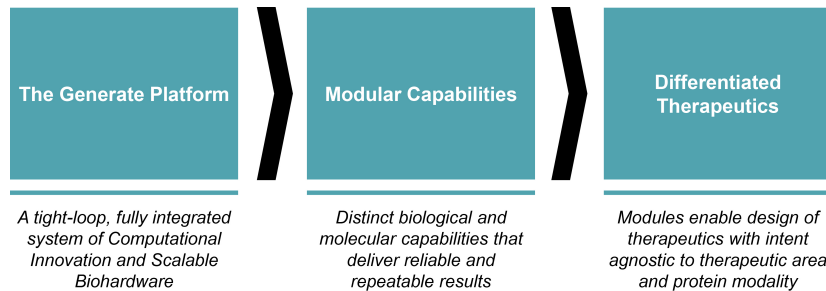 The Generate Platform
Modular Capabilities
Differentiated
Therapeutics
A tight-loop, fully integrated
system of Computational
Innovation and Scalable
Biohardware
Distinct biological and
molecular capabilities that
deliver reliable and
repeatable results
Modules enable design of
therapeutics with intent
agnostic to therapeutic area
and protein modality